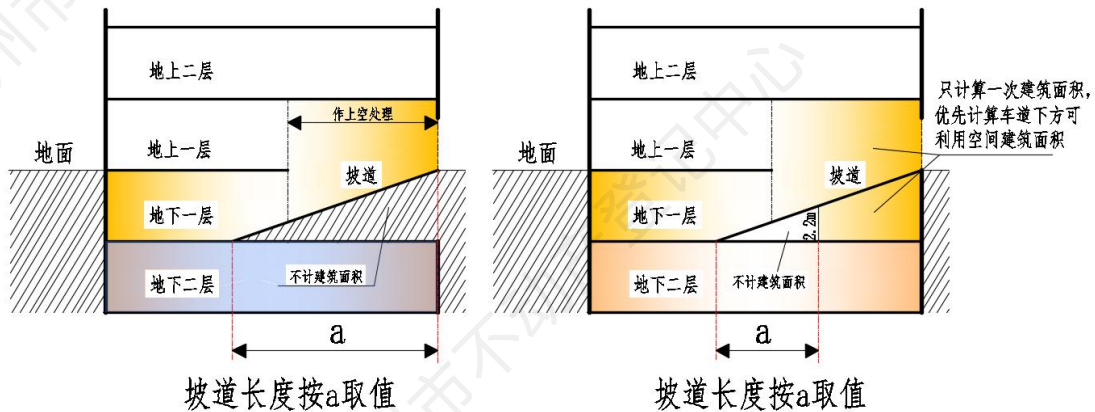 地上二层
作上空处理
地面
地上一层
坡道
地下一层
不计建筑面积
地下二层
a
坡道长度按a取值
地上二层
只计算一次建筑面积，
优先计算车道下方可
利用空间建筑面积
地面
地上一层
坡道
地下一层
2.2m
不计建筑面积
地下二层
a
坡道长度按a取值